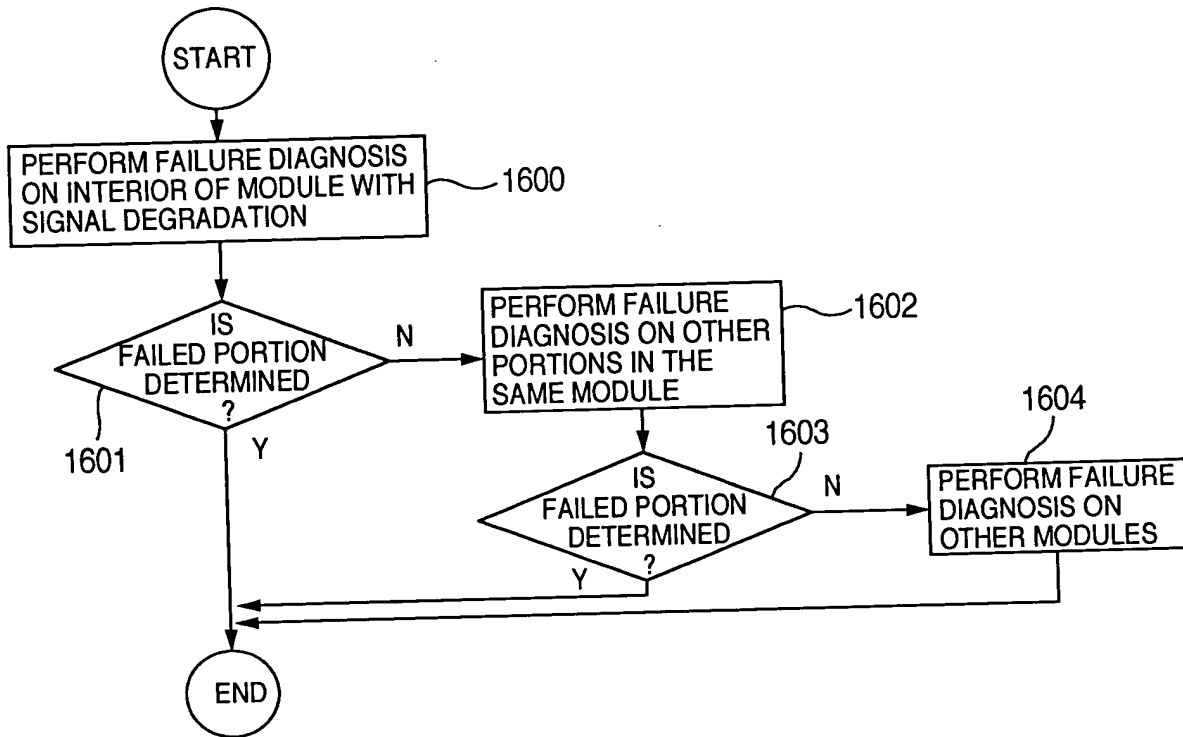 START
PERFORM FAILURE DIAGNOSIS
ON INTERIOR OF MODULE WITH
SIGNAL DEGRADATION
1600
IS
FAILED PORTION
DETERMINED
?
N
Y
1601
PERFORM FAILURE
DIAGNOSIS ON OTHER
PORTIONS IN THE
SAME MODULE
1602
IS
FAILED PORTION
DETERMINED
?
1603
N
Y
1604
PERFORM FAILURE
DIAGNOSIS ON
OTHER MODULES
END